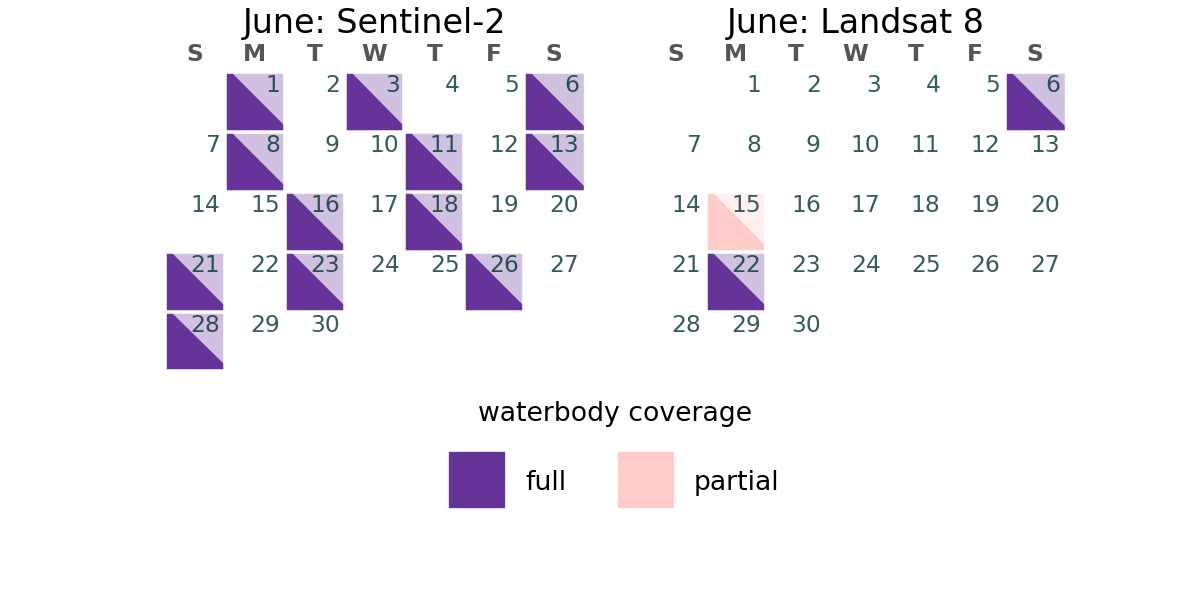 June: Sentinel-2
S M T W T F S
1 2 3 4 5 6
7 8 9 10 11 12 13
14 15 16 17 18 19 20
21 22 23 24 25 26 27
28 29 30
June: Landsat 8
S M T W T F S
1 2 3 4 5 6
7 8 9 10 11 12 13
14 15 16 17 18 19 20
21 22 23 24 25 26 27
28 29 30
waterbody coverage
full
partial